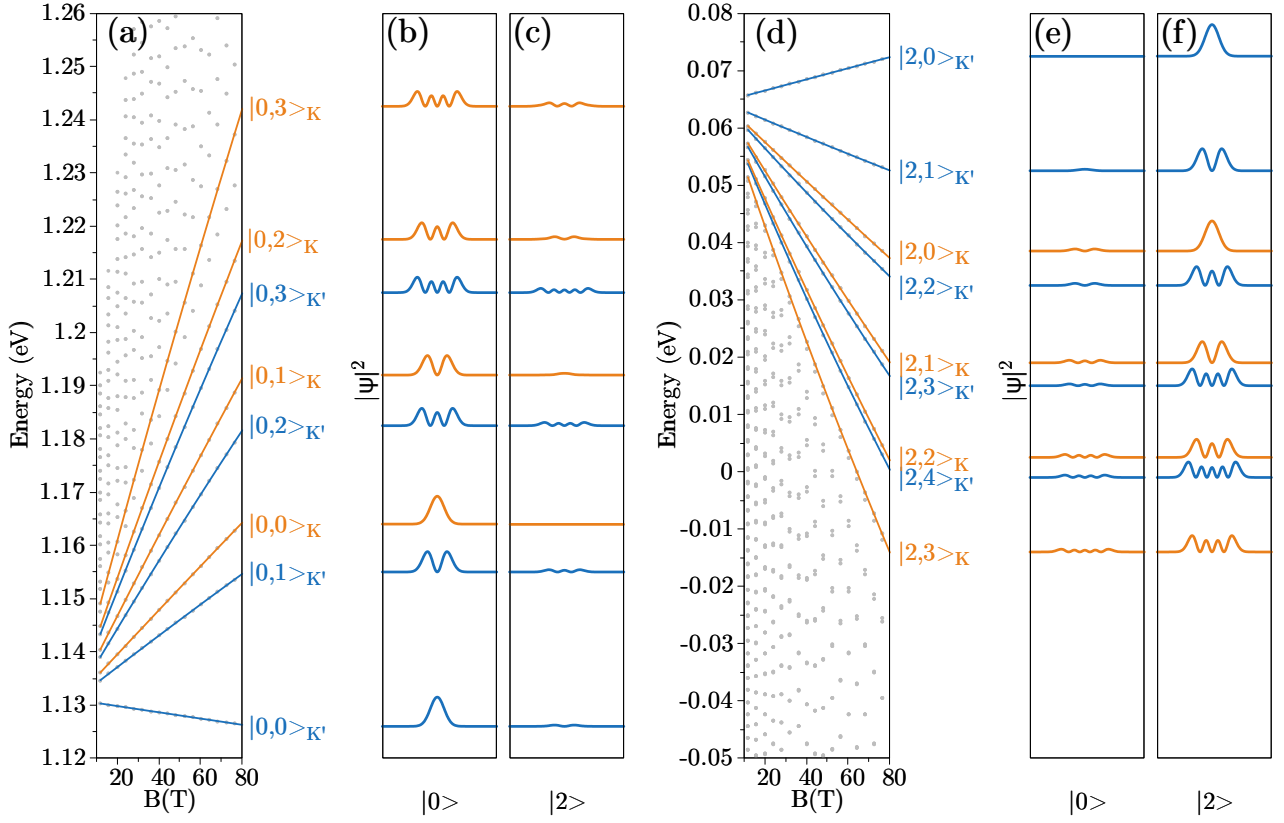 (a)
Energy (eV)
1.26
1.25
1.24
1.23
1.22
1.21
1.2
1.19
1.18
1.17
1.16
1.15
1.14
1.13
1.12
20
40
60
80
B(T)
|0,3>K
|0,2>K
|0,3>K'
|0,1>K
|0,2>K'
|0,0>K
|0,1>K'
|0,0>K'
(b)
(c)
|ψ|²
|0>
|2>
(d)
Energy (eV)
0.08
0.07
0.06
0.05
0.04
0.03
0.02
0.01
0
-0.01
-0.02
-0.03
-0.04
-0.05
20
40
60
80
B(T)
|2,0>K'
|2,1>K'
|2,0>K
|2,2>K'
|2,1>K
|2,3>K'
|2,2>K
|2,4>K'
|2,3>K
(e)
(f)
|ψ|²
|0>
|2>